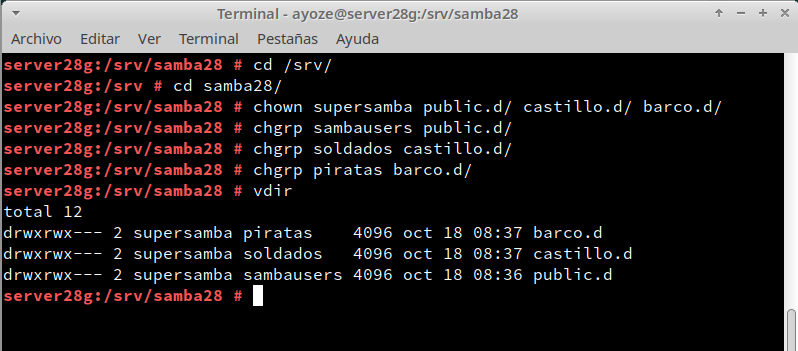 Terminal - ayoze@server28g:/srv/samba28
Archivo Editar Ver Terminal Pestañas Ayuda
server28g:/srv/samba28 # cd /srv/
server28g:/srv # cd samba28/
server28g:/srv/samba28 # chown supersamba public.d/ castillo.d/ barco.d/
server28g:/srv/samba28 # chgrp sambausers public.d/
server28g:/srv/samba28 # chgrp soldados castillo.d/
server28g:/srv/samba28 # chgrp piratas barco.d/
server28g:/srv/samba28 # vdir
total 12
drwxrwx--- 2 supersamba piratas    4096 oct 18 08:37 barco.d
drwxrwx--- 2 supersamba soldados   4096 oct 18 08:37 castillo.d
drwxrwx--- 2 supersamba sambausers 4096 oct 18 08:36 public.d
server28g:/srv/samba28 #